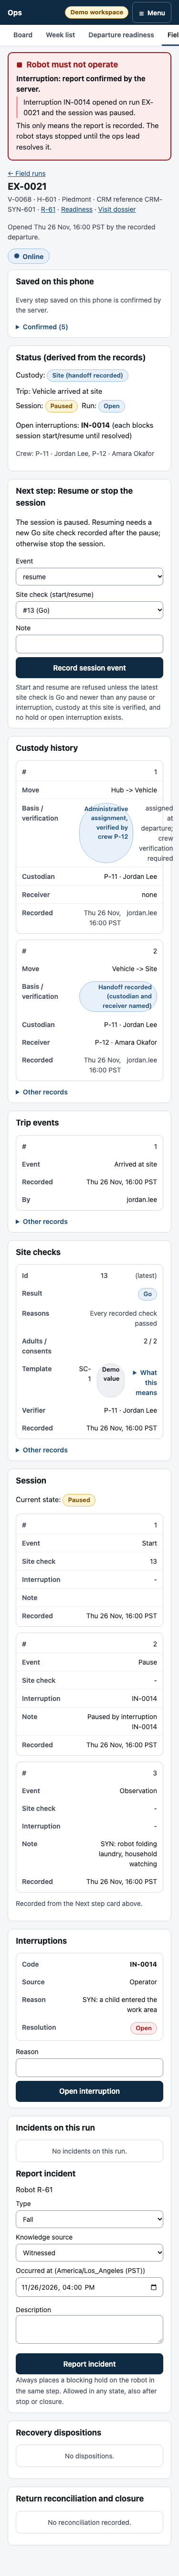 Ops
Demo workspace
≡ Menu
Board Week list Departure readiness Fiel
Robot must not operate
Interruption: report confirmed by the
server.
Interruption IN-0014 opened on run EX-
0021 and the session was paused.
This only means the report is recorded. The
robot stays stopped until the ops lead
resolves it.
← Field runs
EX-0021
V-0068 · H-601 · Piedmont · CRM reference CRM-
SYN-601 · R-61 · Readiness · Visit dossier
Opened Thu 26 Nov, 16:00 PST by the recorded
departure.
Online
Saved on this phone
Every step saved on this phone is confirmed by
the server.
Confirmed (5)
Status (derived from the records)
Custody: Site (handoff recorded)
Trip: Vehicle arrived at site
Session: Paused Run: Open
Open interruptions: IN-0014 (each blocks
session start/resume until resolved)
Crew: P-11 · Jordan Lee, P-12 · Amara Okafor
Next step: Resume or stop the
session
The session is paused. Resuming needs a
new Go site check recorded after the pause;
otherwise stop the session.
Event
resume
Site check (start/resume)
#13 (Go)
Note
Record session event
Start and resume are refused unless the latest
site check is Go and newer than any pause or
interruption, custody at this site is verified, and
no hold or open interruption exists.
Custody history
# 1
Move Hub -> Vehicle
Basis /
verification
Administrative
assignment,
verified by
crew P-12
assigned
at
departure;
crew
verification
required
Custodian P-11 · Jordan Lee
Receiver none
Recorded Thu 26 Nov,
16:00 PST
jordan.lee
# 2
Move Vehicle -> Site
Basis /
verification
Handoff recorded
(custodian and
receiver named)
Custodian P-11 · Jordan Lee
Receiver P-12 · Amara Okafor
Recorded Thu 26 Nov,
16:00 PST
jordan.lee
Other records
Trip events
# 1
Event Arrived at site
Recorded Thu 26 Nov, 16:00 PST
By jordan.lee
Other records
Site checks
Id 13 (latest)
Result Go
Reasons Every recorded check
passed
Adults /
consents
2 / 2
Template SC-
1
Demo
value
What
this
means
Verifier P-11 · Jordan Lee
Recorded Thu 26 Nov, 16:00 PST
Other records
Session
Current state: Paused
# 1
Event Start
Site check 13
Interruption -
Note
Recorded Thu 26 Nov, 16:00 PST
# 2
Event Pause
Site check -
Interruption IN-0014
Note Paused by interruption
IN-0014
Recorded Thu 26 Nov, 16:00 PST
# 3
Event Observation
Site check -
Interruption -
Note SYN: robot folding
laundry, household
watching
Recorded Thu 26 Nov, 16:00 PST
Recorded from the Next step card above.
Interruptions
Code IN-0014
Source Operator
Reason SYN: a child entered the
work area
Resolution Open
Reason
Open interruption
Incidents on this run
No incidents on this run.
Report incident
Robot R-61
Type
Fall
Knowledge source
Witnessed
Occurred at (America/Los_Angeles (PST))
11/26/2026, 04:00 PM
Description
Report incident
Always places a blocking hold on the robot in
the same step. Allowed in any state, also after
stop or closure.
Recovery dispositions
No dispositions.
Return reconciliation and closure
No reconciliation recorded.